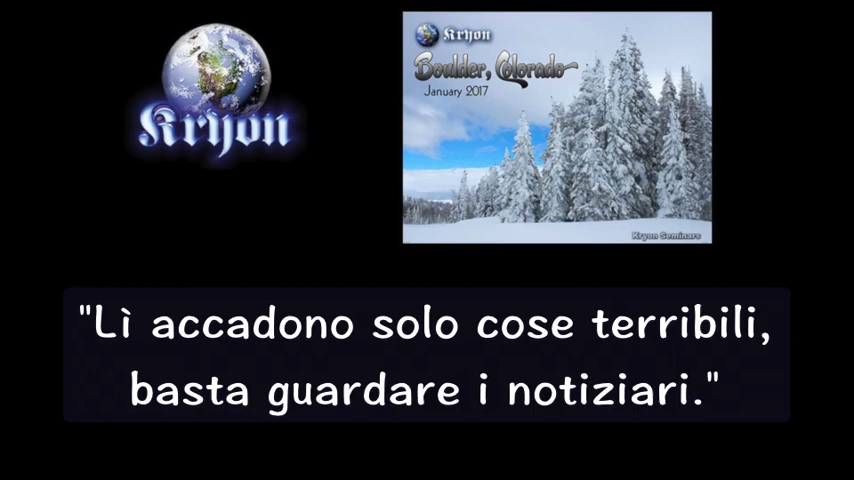 Kryon
Kryon
Boulder, Colorado
January 2017
Kryon Seminars
"Lì accadono solo cose terribili,
basta guardare i notiziari."